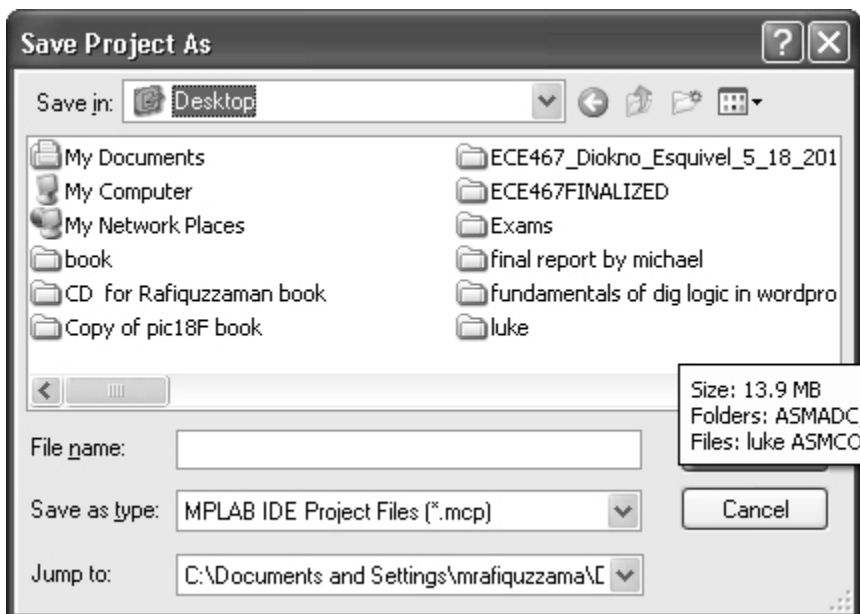 Save Project As
Save in: Desktop
My Documents
My Computer
My Network Places
book
CD for Rafiquzzaman book
Copy of pic18F book
ECE467_Diokno_Esquivel_5_18_201
ECE467FINALIZED
Exams
final report by michael
fundamentals of dig logic in wordpro
luke
Size: 13.9 MB
Folders: ASMADC
Files: luke ASMCO
File name:
Save as type: MPLAB IDE Project Files (*.mcp)
Cancel
Jump to: C:\Documents and Settings\mrafiquzzama\D